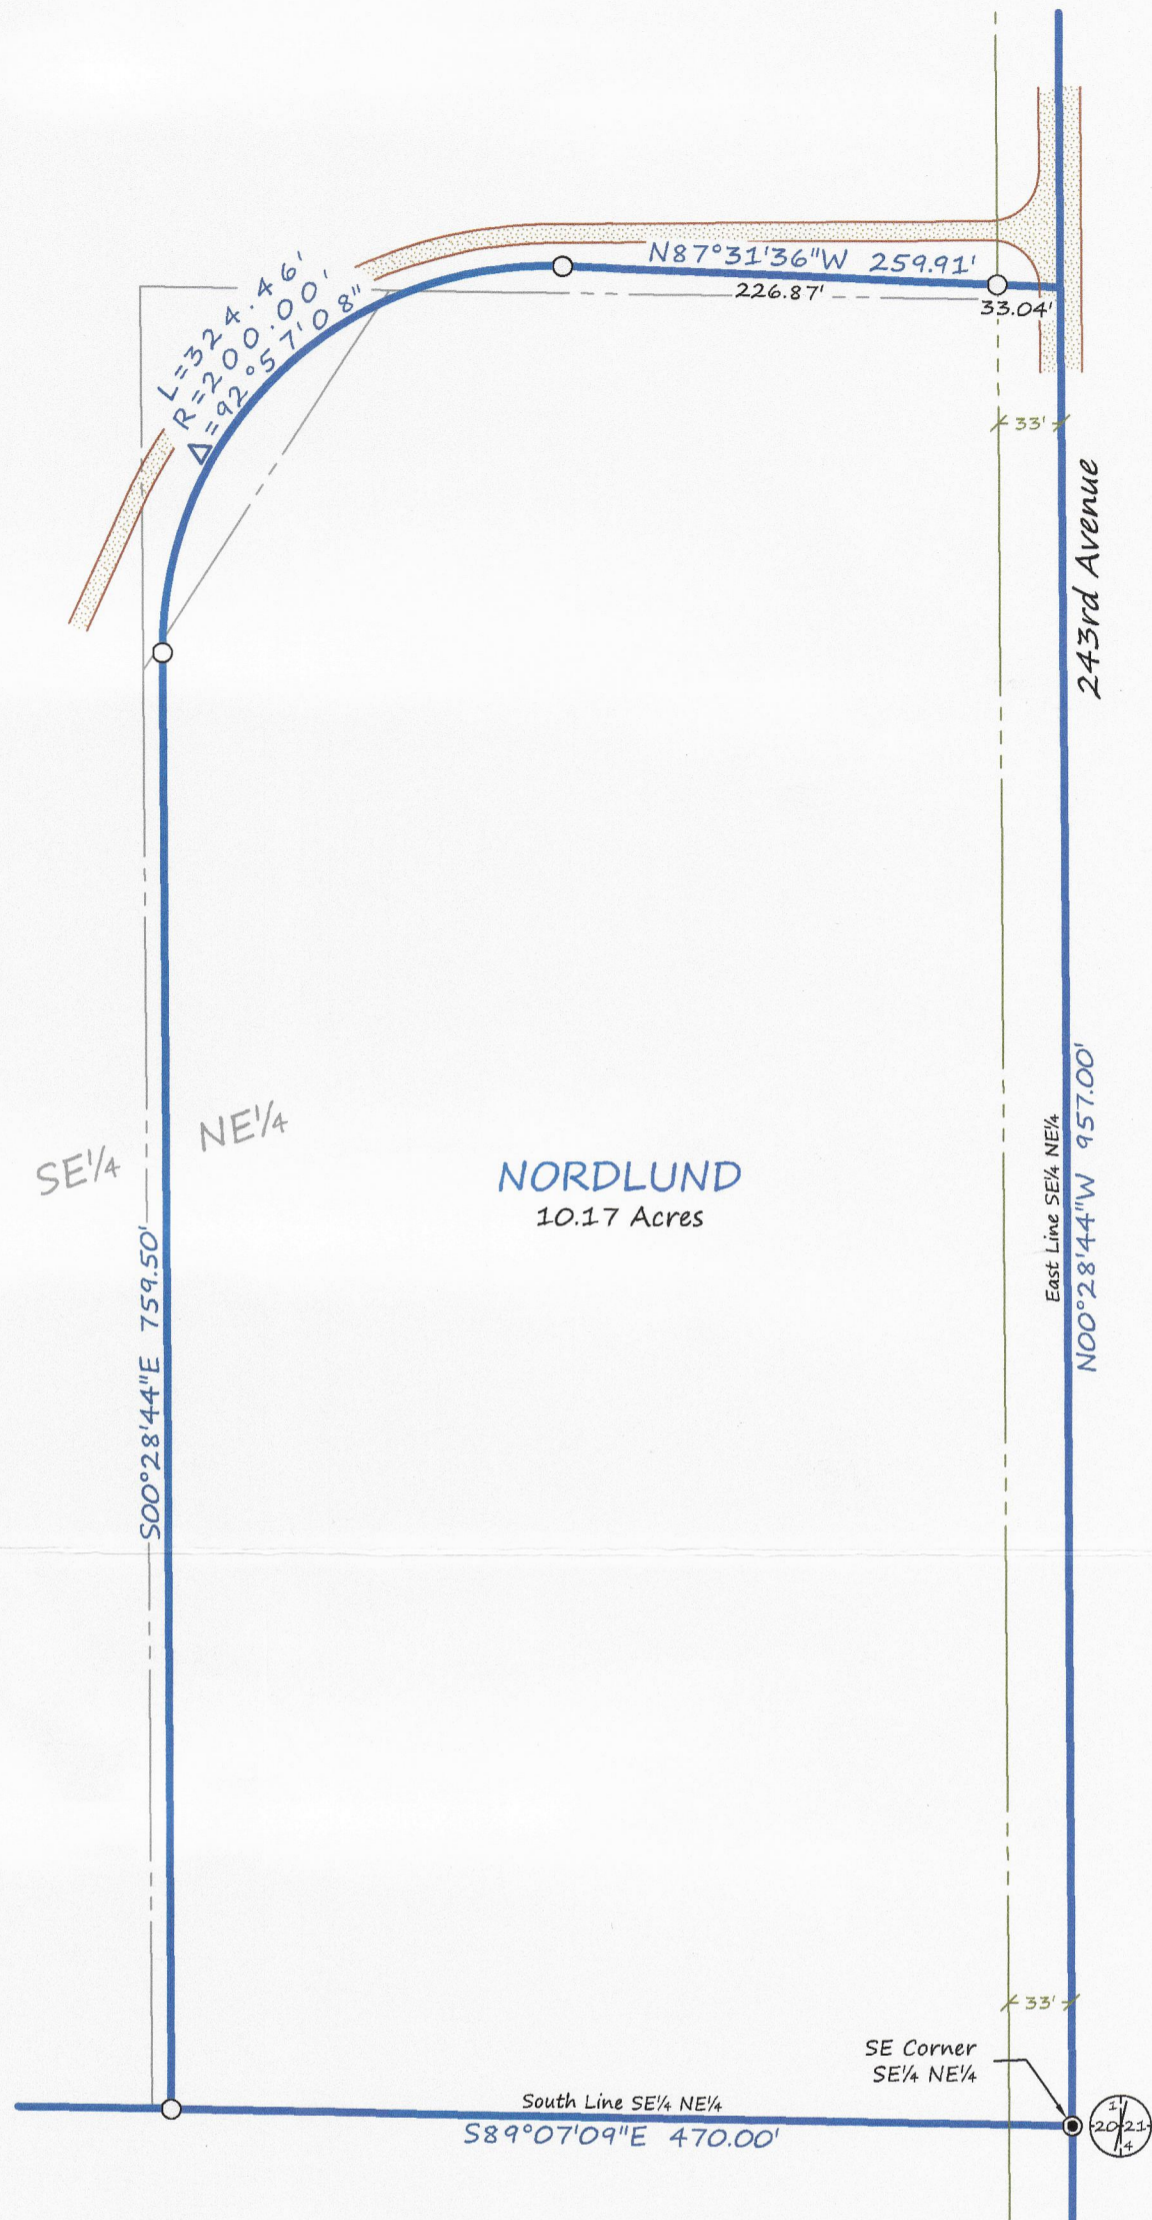 L=324.46'
R=200.00'
Δ=92°57'08"
N87°31'36"W 259.91'
226.87'
33.04'
33'
243rd Avenue
SE¼ NE¼
NORDLUND
10.17 Acres
East Line SE¼ NE¼
N00°28'44"W 957.00'
S00°28'44"E 759.50'
33'
SE Corner
SE¼ NE¼
South Line SE¼ NE¼
S89°07'09"E 470.00'
1
20 21
4